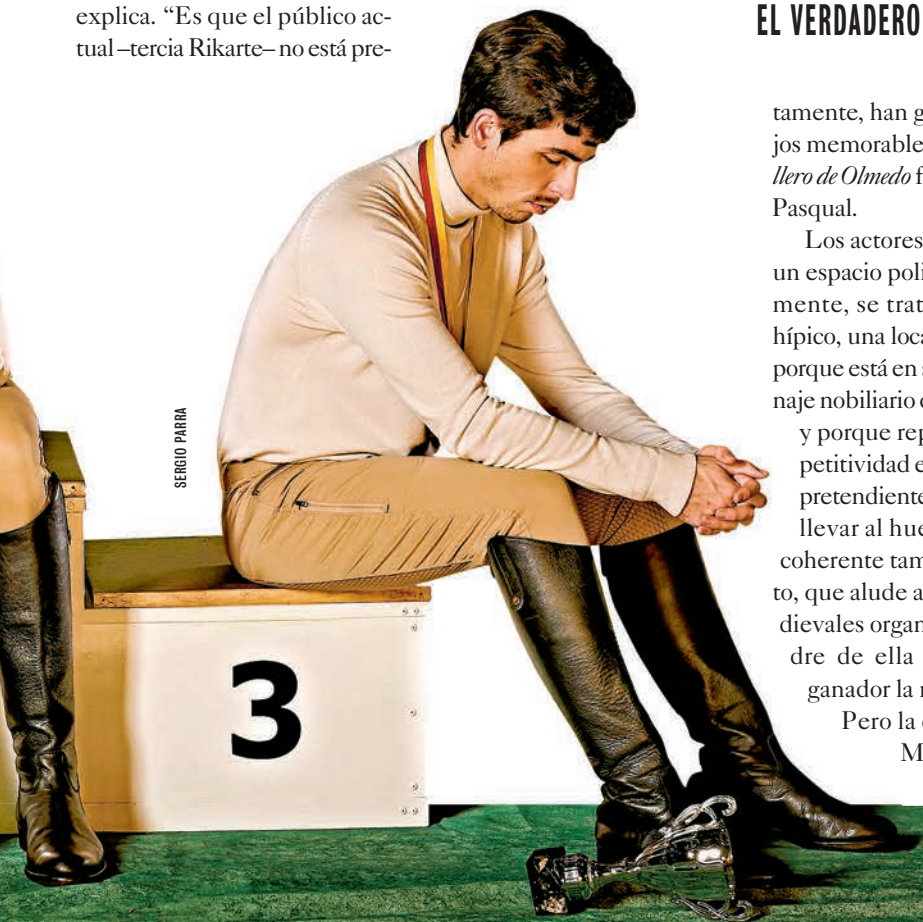 explica. “Es que el público ac-
tual –tercia Rikarte– no está pre-
SERGIO PARRA
3
EL VERDADERO
tamente, han g
jos memorable
llero de Olmedo f
Pasqual.
Los actores
un espacio poli
mente, se trat
hípico, una loca
porque está en s
naje nobiliario
y porque rep
petitividad e
pretendiente
llevar al hue
coherente tam
to, que alude a
dievales organ
dre de ella
ganador la
Pero la
M